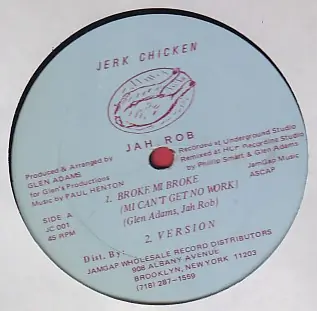 JERK CHICKEN
JAH ROB
Produced & Arranged by
GLEN ADAMS
for Glen's Productions
Music by PAUL HENTON
SIDE A
JC 001
45 RPM
Recorded at Underground Studio
Remixed at HCF Recording Studio
by Phillip Smart & Glen Adams
JamGap Music
ASCAP
1. BROKE MI BROKE
(MI CAN'T GET NO WORK)
(Glen Adams, Jah Rob)
2. VERSION
Dist. By:
JAMGAP WHOLESALE RECORD DISTRIBUTORS
908 ALBANY AVENUE
BROOKLYN, NEW YORK 11203
(718) 287-1559